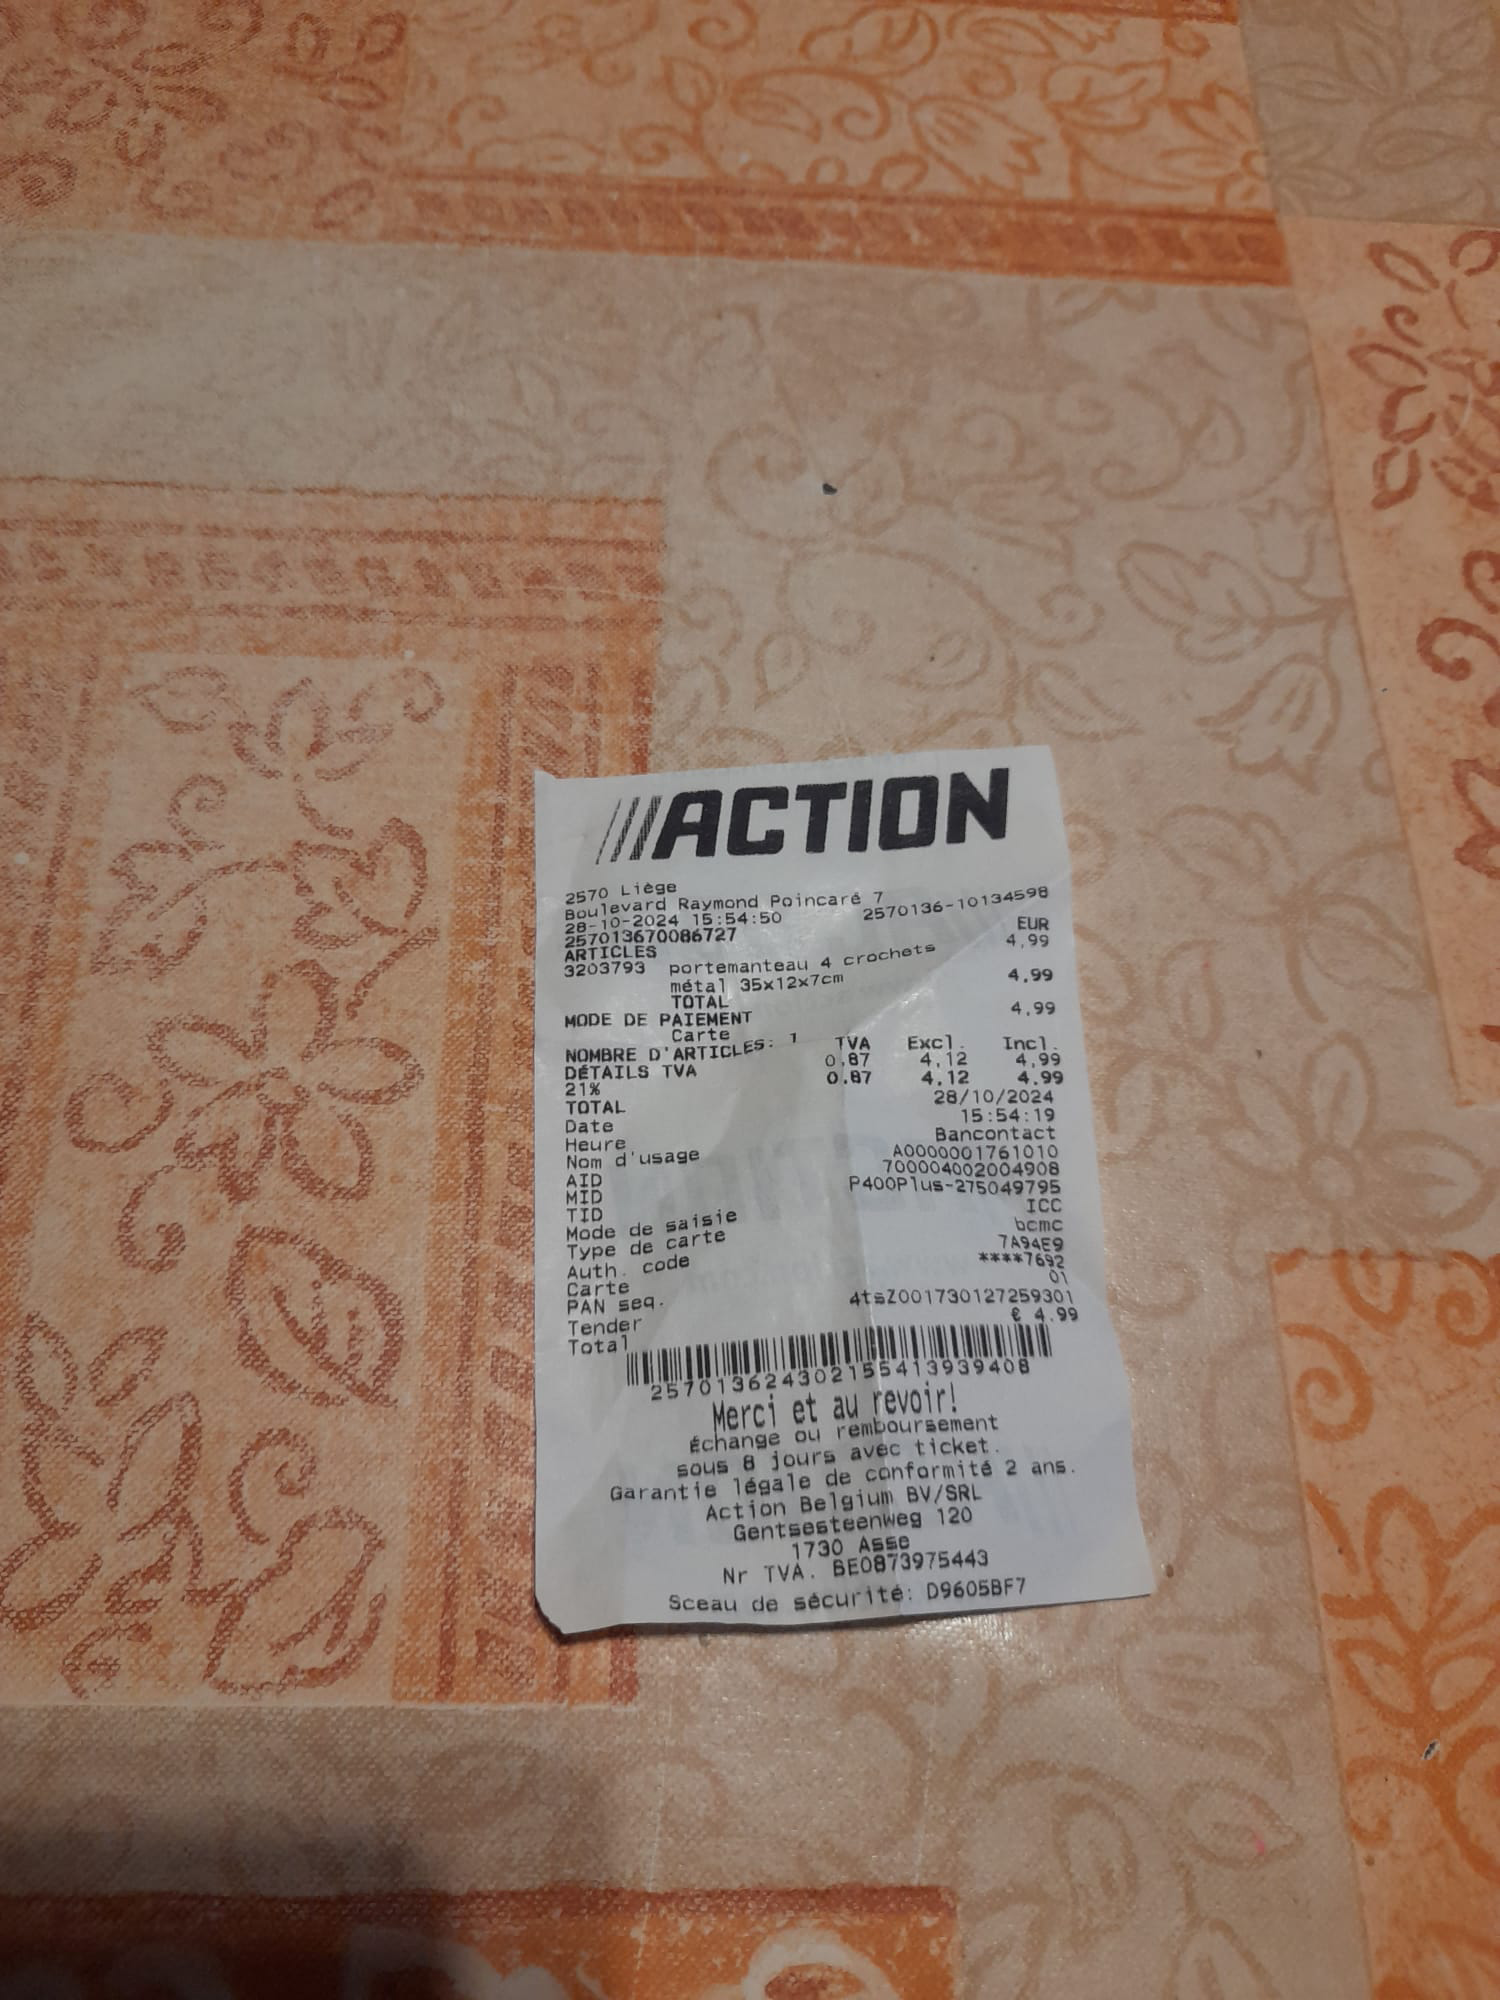 ACTION
2570 Liège
Boulevard Raymond Poincaré 7
28-10-2024 15:54:50 2570136-10134598
257013670086727
ARTICLES EUR
3203793 portemanteau 4 crochets 4,99
métal 35x12x7cm
TOTAL 4,99
MODE DE PAIEMENT
Carte 4,99
NOMBRE D'ARTICLES: 1
DÉTAILS TVA TVA Excl. Incl.
21% 0,87 4,12 4,99
TOTAL 0,87 4,12 4,99
Date 28/10/2024
Heure 15:54:19
Nom d'usage Bancontact
AID A0000001761010
MID 700004002004908
TID P400Plus-275049795
Mode de saisie ICC
Type de carte bcmc
Auth. code 7A94E9
Carte ****7692
PAN seq. 01
Tender 4tsZ001730127259301
Total € 4,99
257013624302155413939408
Merci et au revoir!
Échange ou remboursement
sous 8 jours avec ticket.
Garantie légale de conformité 2 ans.
Action Belgium BV/SRL
Gentsesteenweg 120
1730 Asse
Nr TVA. BE0873975443
Sceau de sécurité: D9605BF7